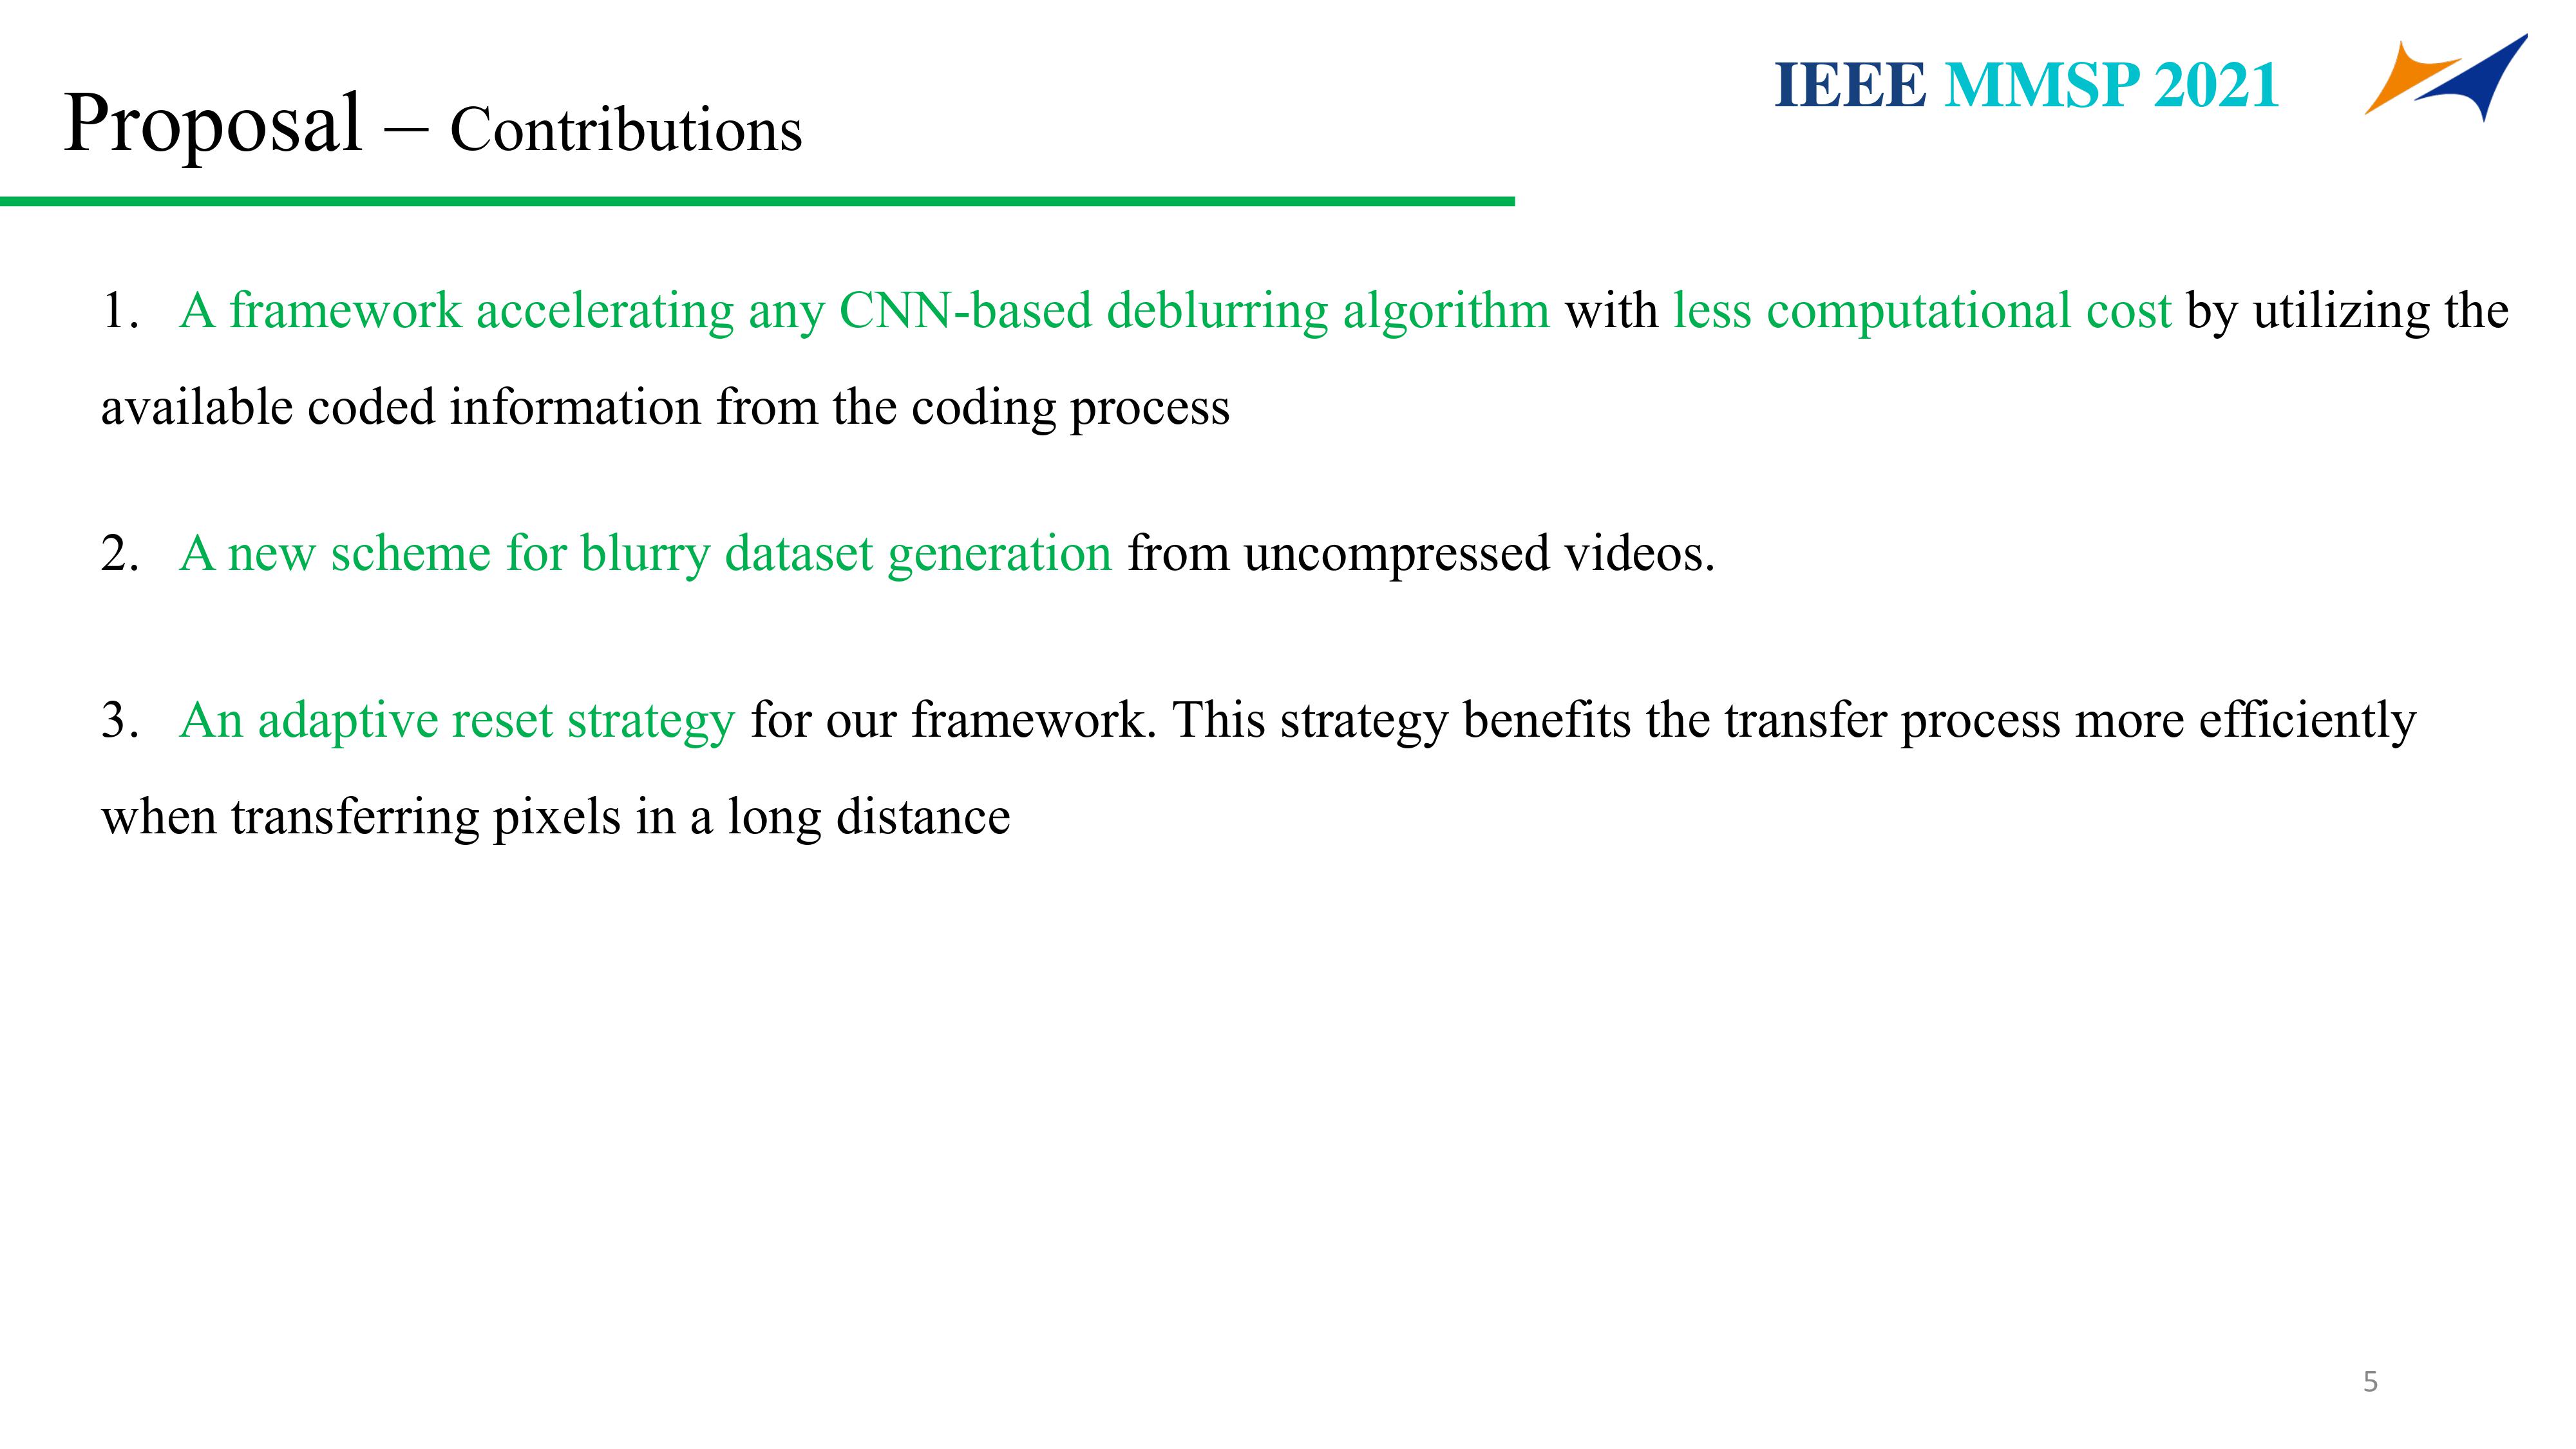 Proposal – Contributions
IEEE MMSP 2021
1. A framework accelerating any CNN-based deblurring algorithm with less computational cost by utilizing the
available coded information from the coding process
2. A new scheme for blurry dataset generation from uncompressed videos.
3. An adaptive reset strategy for our framework. This strategy benefits the transfer process more efficiently
when transferring pixels in a long distance
5